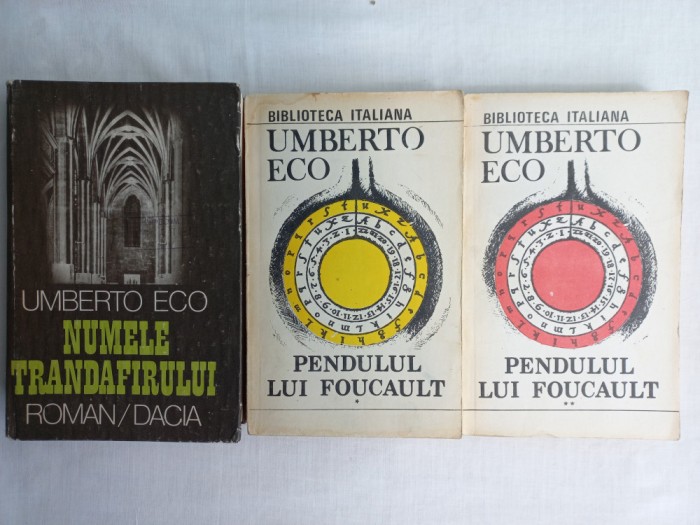 UMBERTO ECO
NUMELE
TRANDAFIRULUI
ROMAN/DACIA
BIBLIOTECA ITALIANA
UMBERTO
ECO
PENDULUL
LUI FOUCAULT
*
BIBLIOTECA ITALIANA
UMBERTO
ECO
PENDULUL
LUI FOUCAULT
**